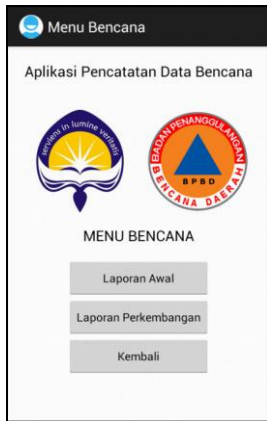 Menu Bencana
Aplikasi Pencatatan Data Bencana
serviens in lumine veritatis
BADAN PENANGGULANGAN
BPBD
BENCANA DAERAH
MENU BENCANA
Laporan Awal
Laporan Perkembangan
Kembali